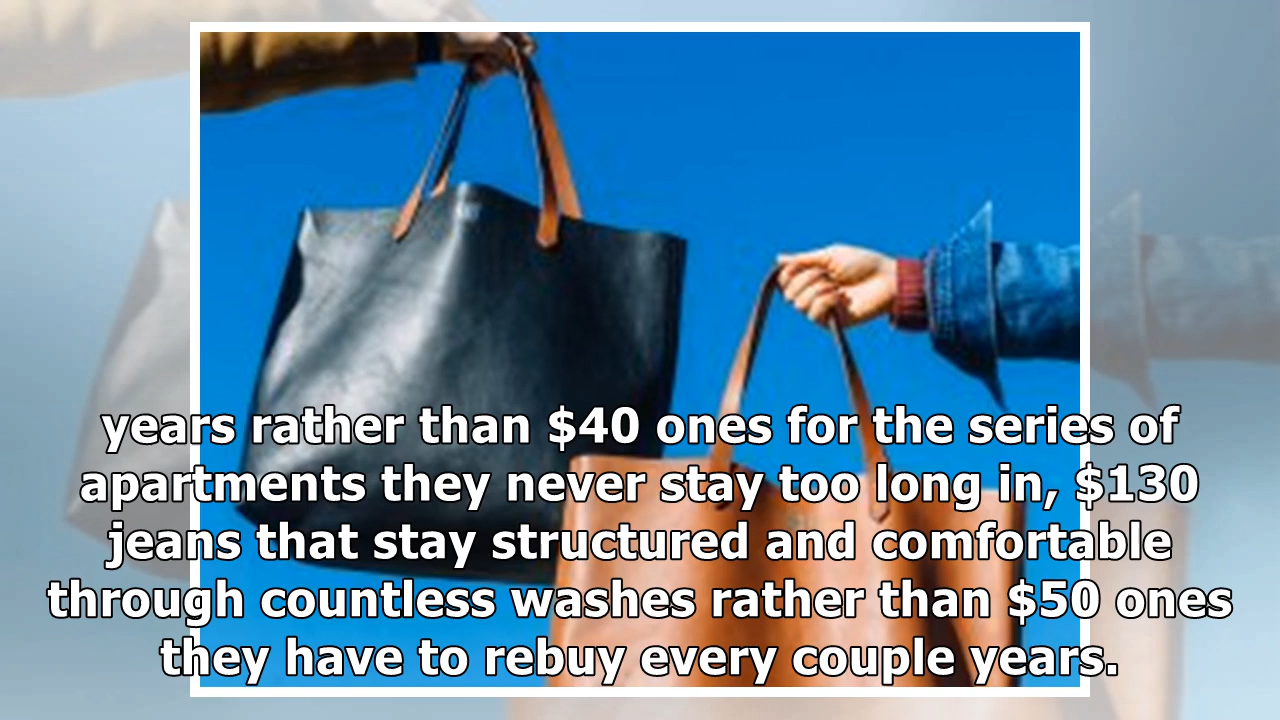 years rather than $40 ones for the series of
apartments they never stay too long in, $130
jeans that stay structured and comfortable
through countless washes rather than $50 ones
they have to rebuy every couple years.